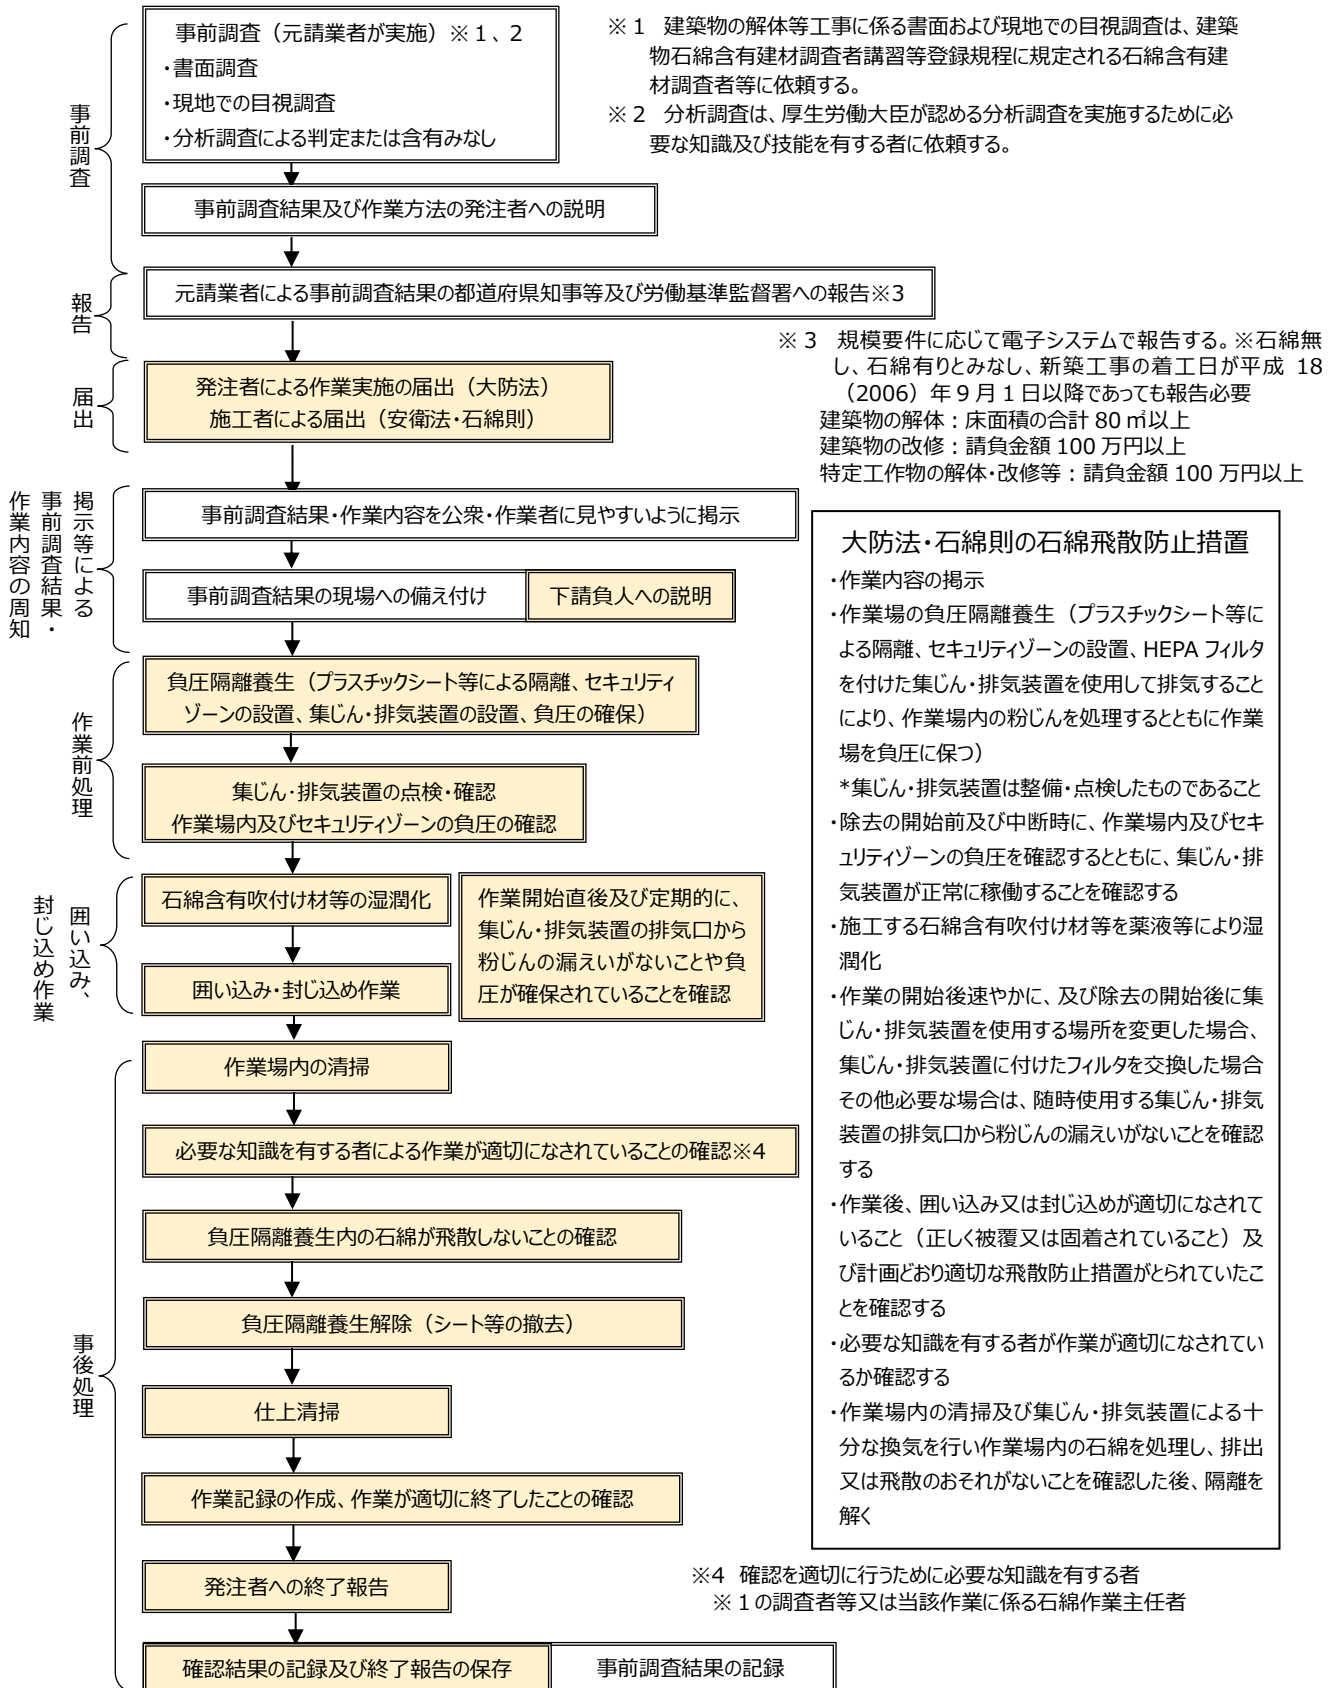 事前調査（元請業者が実施）※１、２
・書面調査
・現地での目視調査
・分析調査による判定または含有みなし
※１　建築物の解体等工事に係る書面および現地での目視調査は、建築
物石綿含有建材調査者講習等登録規程に規定される石綿含有建
材調査者等に依頼する。
※２　分析調査は、厚生労働大臣が認める分析調査を実施するために必
要な知識及び技能を有する者に依頼する。
事前調査
事前調査結果及び作業方法の発注者への説明
報告
元請業者による事前調査結果の都道府県知事等及び労働基準監督署への報告※3
※３　規模要件に応じて電子システムで報告する。※石綿無
し、石綿有りとみなし、新築工事の着工日が平成 18
（2006）年９月１日以降であっても報告必要
建築物の解体：床面積の合計 80 ㎡以上
建築物の改修：請負金額 100 万円以上
特定工作物の解体・改修等：請負金額 100 万円以上
届出
発注者による作業実施の届出（大防法）
施工者による届出（安衛法・石綿則）
掲示等による
事前調査結果・
作業内容の周知
事前調査結果・作業内容を公衆・作業者に見やすいように掲示
事前調査結果の現場への備え付け
下請負人への説明
作業前処理
負圧隔離養生（プラスチックシート等による隔離、セキュリティ
ゾーンの設置、集じん・排気装置の設置、負圧の確保）
集じん・排気装置の点検・確認
作業場内及びセキュリティゾーンの負圧の確認
囲い込み、
封じ込め作業
石綿含有吹付け材等の湿潤化
囲い込み・封じ込め作業
作業開始直後及び定期的に、
集じん・排気装置の排気口から
粉じんの漏えいがないことや負
圧が確保されていることを確認
事後処理
作業場内の清掃
必要な知識を有する者による作業が適切になされていることの確認※4
負圧隔離養生内の石綿が飛散しないことの確認
負圧隔離養生解除（シート等の撤去）
仕上清掃
作業記録の作成、作業が適切に終了したことの確認
発注者への終了報告
確認結果の記録及び終了報告の保存
事前調査結果の記録
大防法・石綿則の石綿飛散防止措置
・作業内容の掲示
・作業場の負圧隔離養生（プラスチックシート等に
よる隔離、セキュリティゾーンの設置、HEPA フィルタ
を付けた集じん・排気装置を使用して排気すること
により、作業場内の粉じんを処理するとともに作業
場を負圧に保つ）
*集じん・排気装置は整備・点検したものであること
・除去の開始前及び中断時に、作業場内及びセキ
ュリティゾーンの負圧を確認するとともに、集じん・排
気装置が正常に稼働することを確認する
・施工する石綿含有吹付け材等を薬液等により湿
潤化
・作業の開始後速やかに、及び除去の開始後に集
じん・排気装置を使用する場所を変更した場合、
集じん・排気装置に付けたフィルタを交換した場合
その他必要な場合は、随時使用する集じん・排気
装置の排気口から粉じんの漏えいがないことを確認
する
・作業後、囲い込み又は封じ込めが適切になされて
いること（正しく被覆又は固着されていること）及
び計画どおり適切な飛散防止措置がとられていたこ
とを確認する
・必要な知識を有する者が作業が適切になされてい
るか確認する
・作業場内の清掃及び集じん・排気装置による十
分な換気を行い作業場内の石綿を処理し、排出
又は飛散のおそれがないことを確認した後、隔離を
解く
※4　確認を適切に行うために必要な知識を有する者
※１の調査者等又は当該作業に係る石綿作業主任者